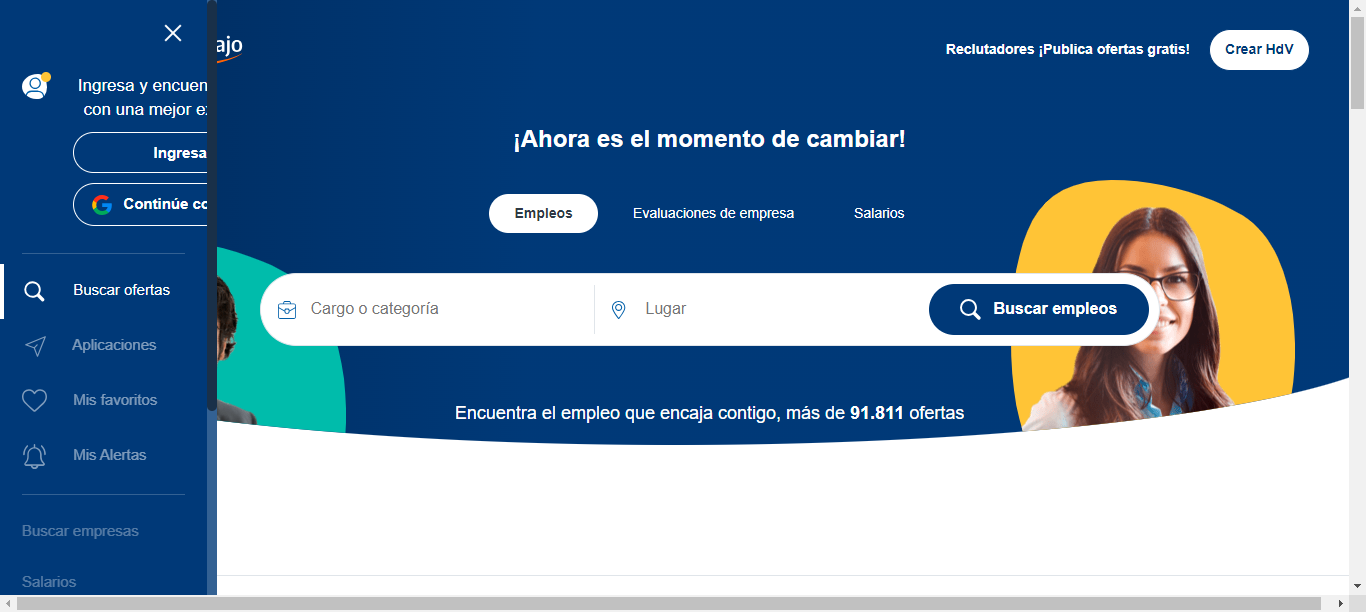 ajo
Reclutadores ¡Publica ofertas gratis!
Crear HdV
Ingresa y encuen
con una mejor e
Ingresa
Continúe co
Buscar ofertas
Aplicaciones
Mis favoritos
Mis Alertas
Buscar empresas
Salarios
¡Ahora es el momento de cambiar!
Empleos
Evaluaciones de empresa
Salarios
Cargo o categoría
Lugar
Buscar empleos
Encuentra el empleo que encaja contigo, más de 91.811 ofertas